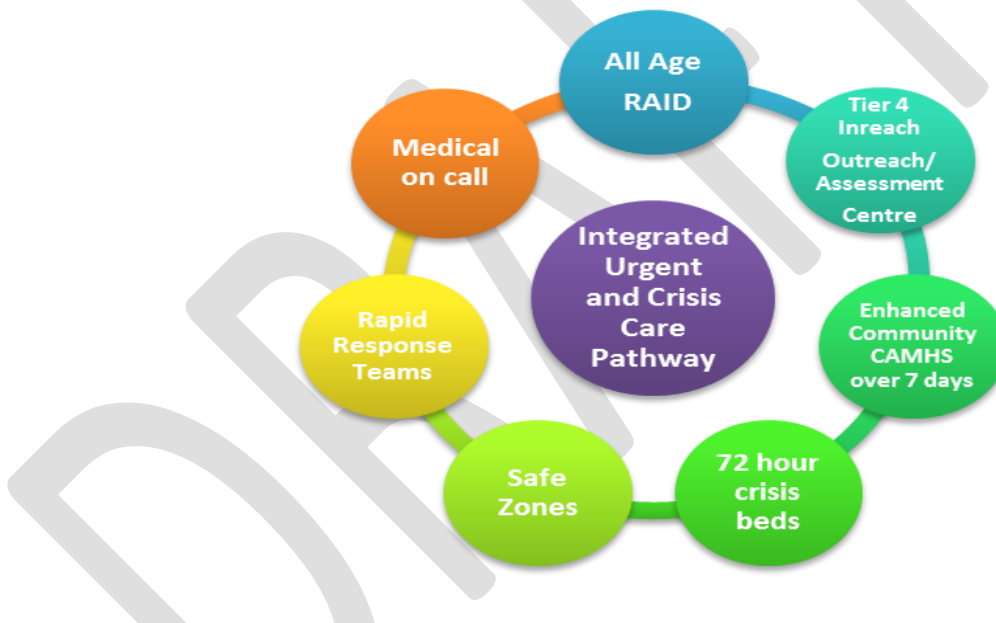 All Age
RAID
Tier 4
Inreach
Outreach/
Assessment
Centre
Enhanced
Community
CAMHS
over 7 days
72 hour
crisis
beds
Safe
Zones
Rapid
Response
Teams
Medical
on call
Integrated
Urgent
and Crisis
Care
Pathway
DRAFT